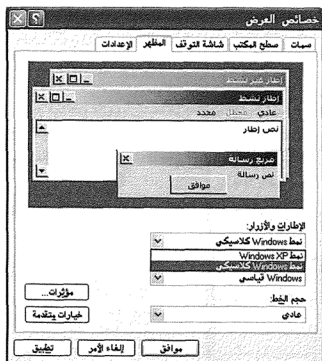 خصائص العرض
سمات سطح المكتب شاشة التوقف المظهر الإعدادات
إطار غير نشط
إطار نشط
عادي معطل محدد
نص إطار
مربع رسالة
نص رسالة
موافق
الإطارات والأزرار:
نمط Windows كلاسيكي
نمط Windows XP
نمط Windows كلاسيكي
Windows قياسي
حجم الخط:
عادي
مؤثرات...
خيارات متقدمة
موافق إلغاء الأمر تطبيق